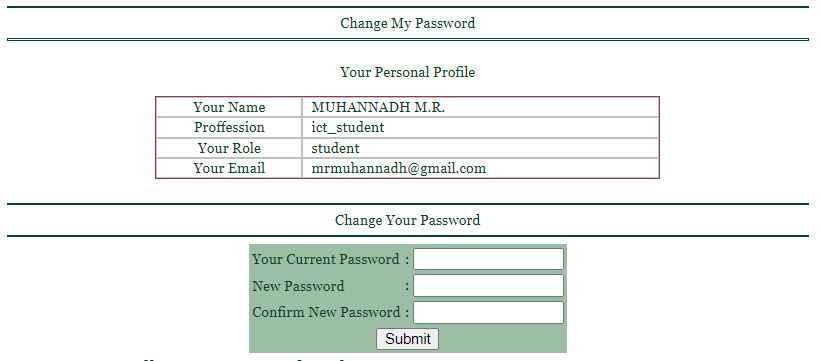 Change My Password
Your Personal Profile
Your Name MUHANNADH M.R.
Proffession ict_student
Your Role student
Your Email mrmuhannadh@gmail.com
Change Your Password
Your Current Password :
New Password :
Confirm New Password :
Submit